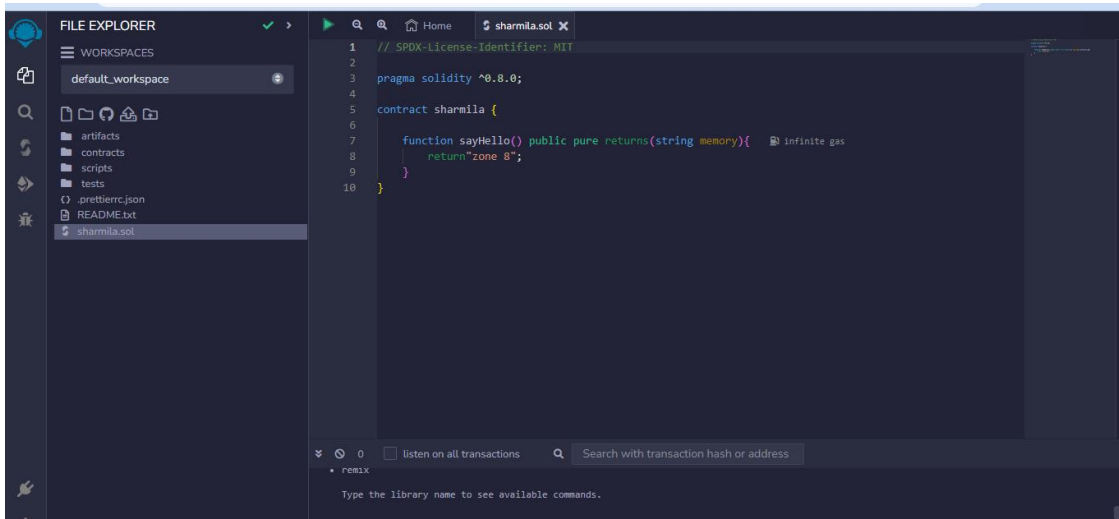 FILE EXPLORER
WORKSPACES
default_workspace
artifacts
contracts
scripts
tests
.prettierrc.json
README.txt
sharmila.sol
Home
sharmila.sol
1 // SPDX-License-Identifier: MIT
2
3 pragma solidity ^0.8.0;
4
5 contract sharmila {
6
7 function sayHello() public pure returns(string memory){ infinite gas
8 return"zone 8";
9 }
10 }
0 listen on all transactions Search with transaction hash or address
remix
Type the library name to see available commands.